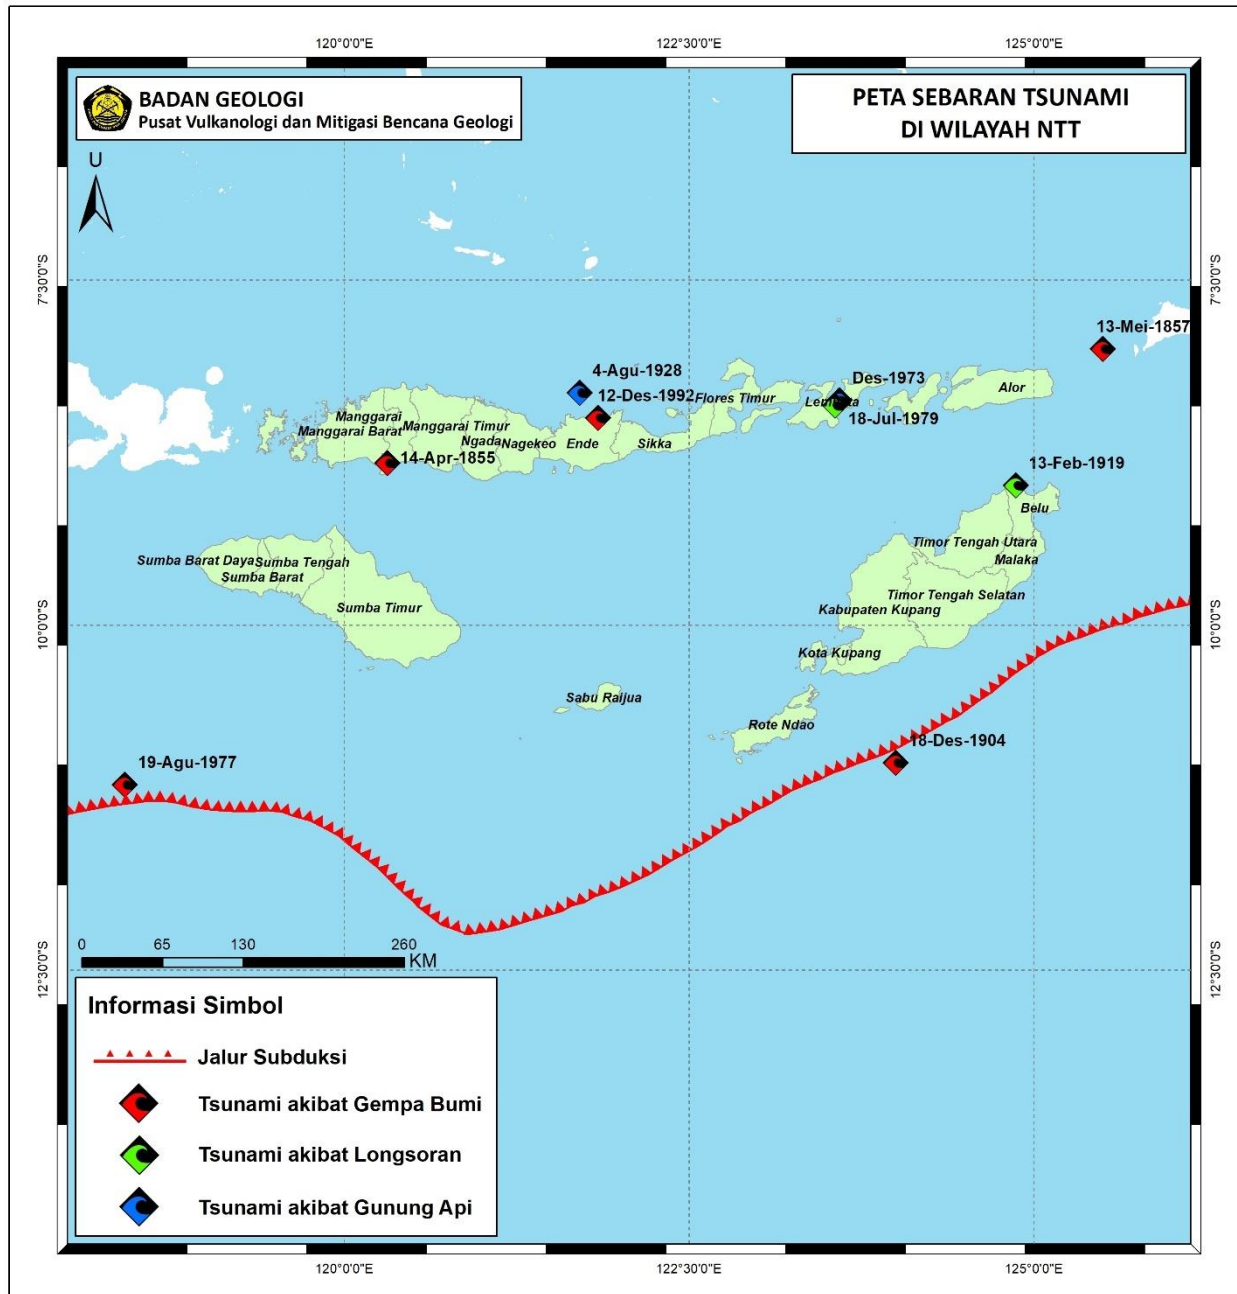 120°0'0"E 122°30'0"E 125°0'0"E
BADAN GEOLOGI
Pusat Vulkanologi dan Mitigasi Bencana Geologi
PETA SEBARAN TSUNAMI
DI WILAYAH NTT
U
7°30'0"S
7°30'0"S
13-Mei-1857
4-Agu-1928
12-Des-1992
Des-1973
18-Jul-1979
Flores Timur
Lembata
Alor
Manggarai
Manggarai Barat
Manggarai Timur
Ngada
Nagekeo
Ende
Sikka
14-Apr-1855
13-Feb-1919
Belu
Timor Tengah Utara
Malaka
Sumba Barat Daya
Sumba Tengah
Sumba Barat
Sumba Timur
Timor Tengah Selatan
Kabupaten Kupang
10°0'0"S
10°0'0"S
Kota Kupang
Sabu Raijua
Rote Ndao
18-Des-1904
19-Agu-1977
0 65 130 260
KM
12°30'0"S
12°30'0"S
Informasi Simbol
Jalur Subduksi
Tsunami akibat Gempa Bumi
Tsunami akibat Longsoran
Tsunami akibat Gunung Api
120°0'0"E 122°30'0"E 125°0'0"E